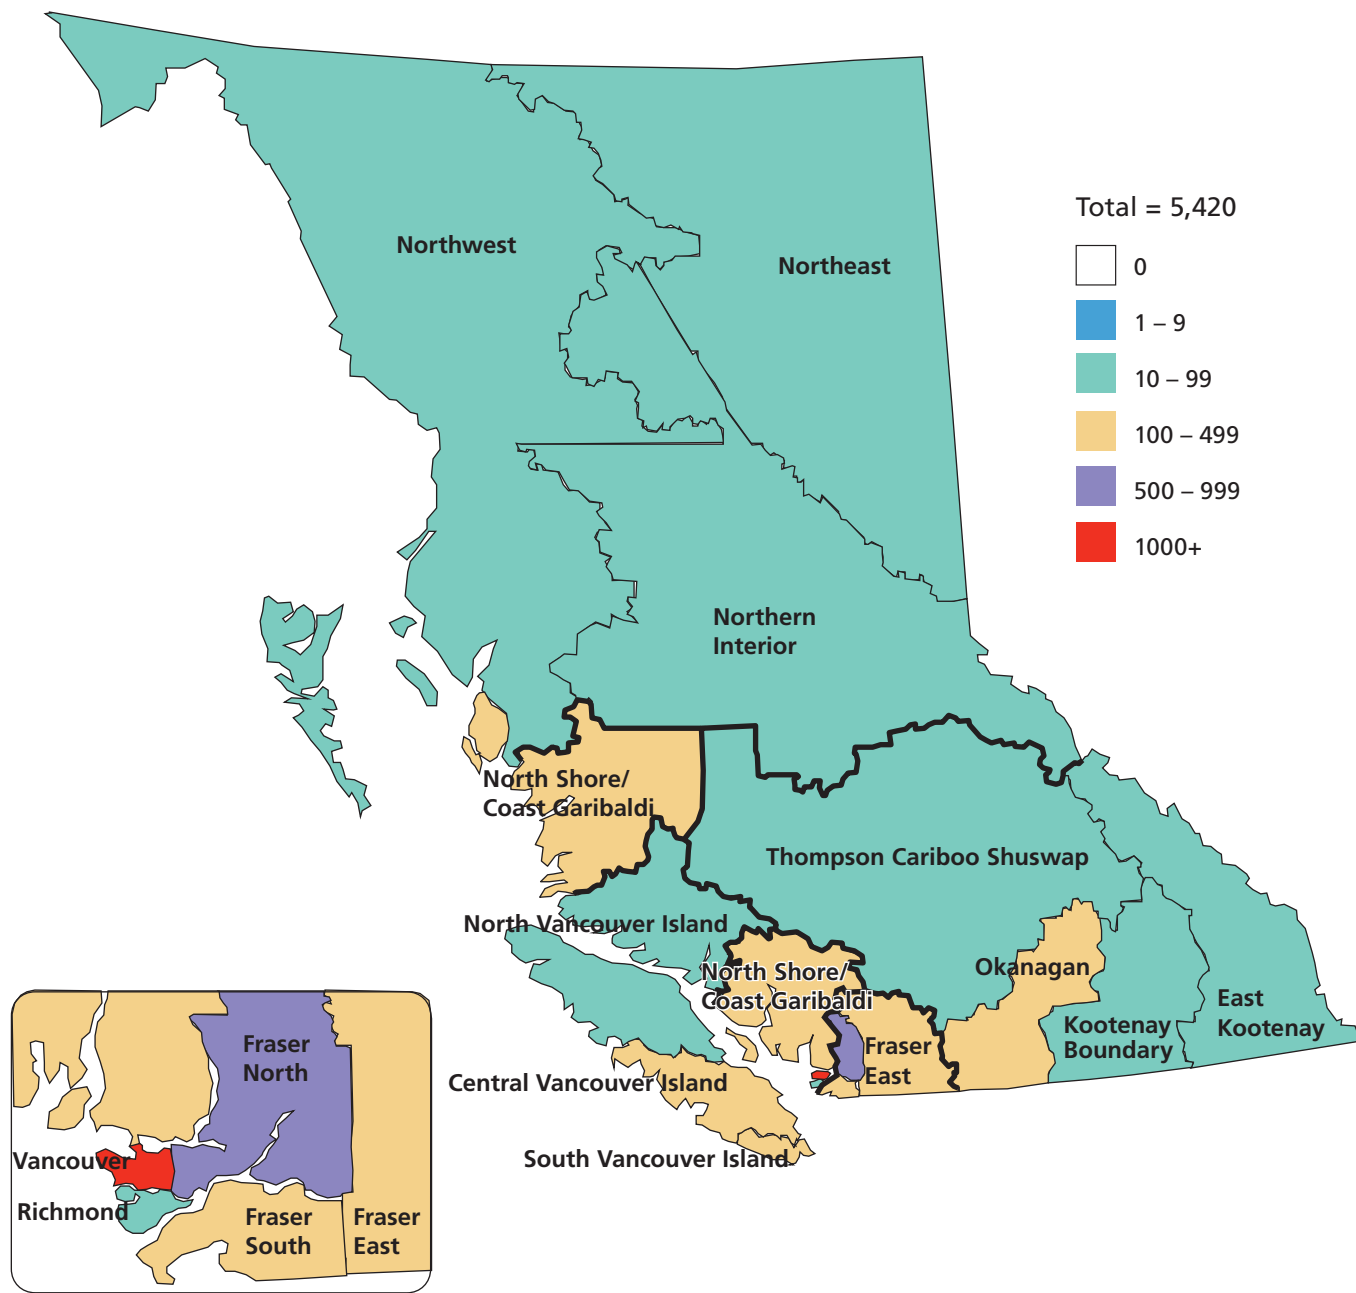 Total = 5,420
0
1 – 9
10 – 99
100 – 499
500 – 999
1000+
Northwest
Northeast
Northern
Interior
North Shore/
Coast Garibaldi
Thompson Cariboo Shuswap
North Vancouver Island
North Shore/
Coast Garibaldi
Okanagan
East
Kootenay
Kootenay
Boundary
Fraser
East
Central Vancouver Island
South Vancouver Island
Fraser
North
Vancouver
Richmond
Fraser
South
Fraser
East